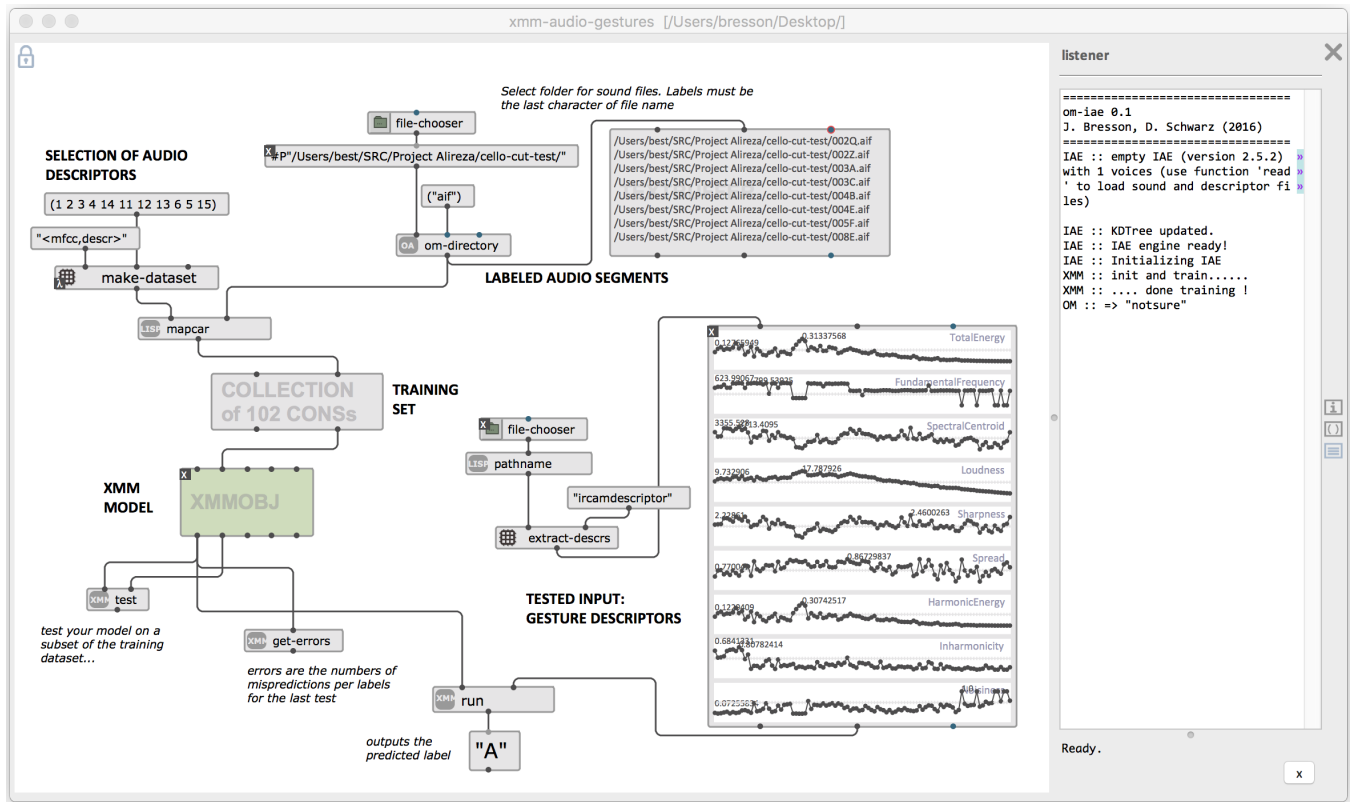 xmm-audio-gestures [/Users/bresson/Desktop/]
Select folder for sound files. Labels must be
the last character of file name
file-chooser
#P"/Users/best/SRC/Project Alireza/cello-cut-test/"
("aif")
OA om-directory
/Users/best/SRC/Project Alireza/cello-cut-test/002Q.aif
/Users/best/SRC/Project Alireza/cello-cut-test/002Z.aif
/Users/best/SRC/Project Alireza/cello-cut-test/003A.aif
/Users/best/SRC/Project Alireza/cello-cut-test/003C.aif
/Users/best/SRC/Project Alireza/cello-cut-test/004B.aif
/Users/best/SRC/Project Alireza/cello-cut-test/004E.aif
/Users/best/SRC/Project Alireza/cello-cut-test/005F.aif
/Users/best/SRC/Project Alireza/cello-cut-test/008E.aif
LABELED AUDIO SEGMENTS
SELECTION OF AUDIO
DESCRIPTORS
(1 2 3 4 14 11 12 13 6 5 15)
"<mfcc,descr>"
make-dataset
LISP mapcar
COLLECTION
of 102 CONSs
TRAINING
SET
XMM
MODEL
XMMOBJ
XMM test
test your model on a
subset of the training
dataset...
XMM get-errors
errors are the numbers of
mispredictions per labels
for the last test
file-chooser
LISP pathname
"ircamdescriptor"
extract-descrs
TESTED INPUT:
GESTURE DESCRIPTORS
XMM run
outputs the
predicted label
"A"
0.31337568
TotalEnergy
623.99067
FundamentalFrequency
SpectralCentroid
9.732906
17.787926
Loudness
2.22861
2.4600263
Sharpness
0.86729837
Spread
0.30742517
HarmonicEnergy
Inharmonicity
listener
================================
om-iae 0.1
J. Bresson, D. Schwarz (2016)
================================
IAE :: empty IAE (version 2.5.2)
with 1 voices (use function 'read
' to load sound and descriptor fi
les)
IAE :: KDTree updated.
IAE :: IAE engine ready!
IAE :: Initializing IAE
XMM :: init and train......
XMM :: .... done training !
OM :: => "notsure"
Ready.
x